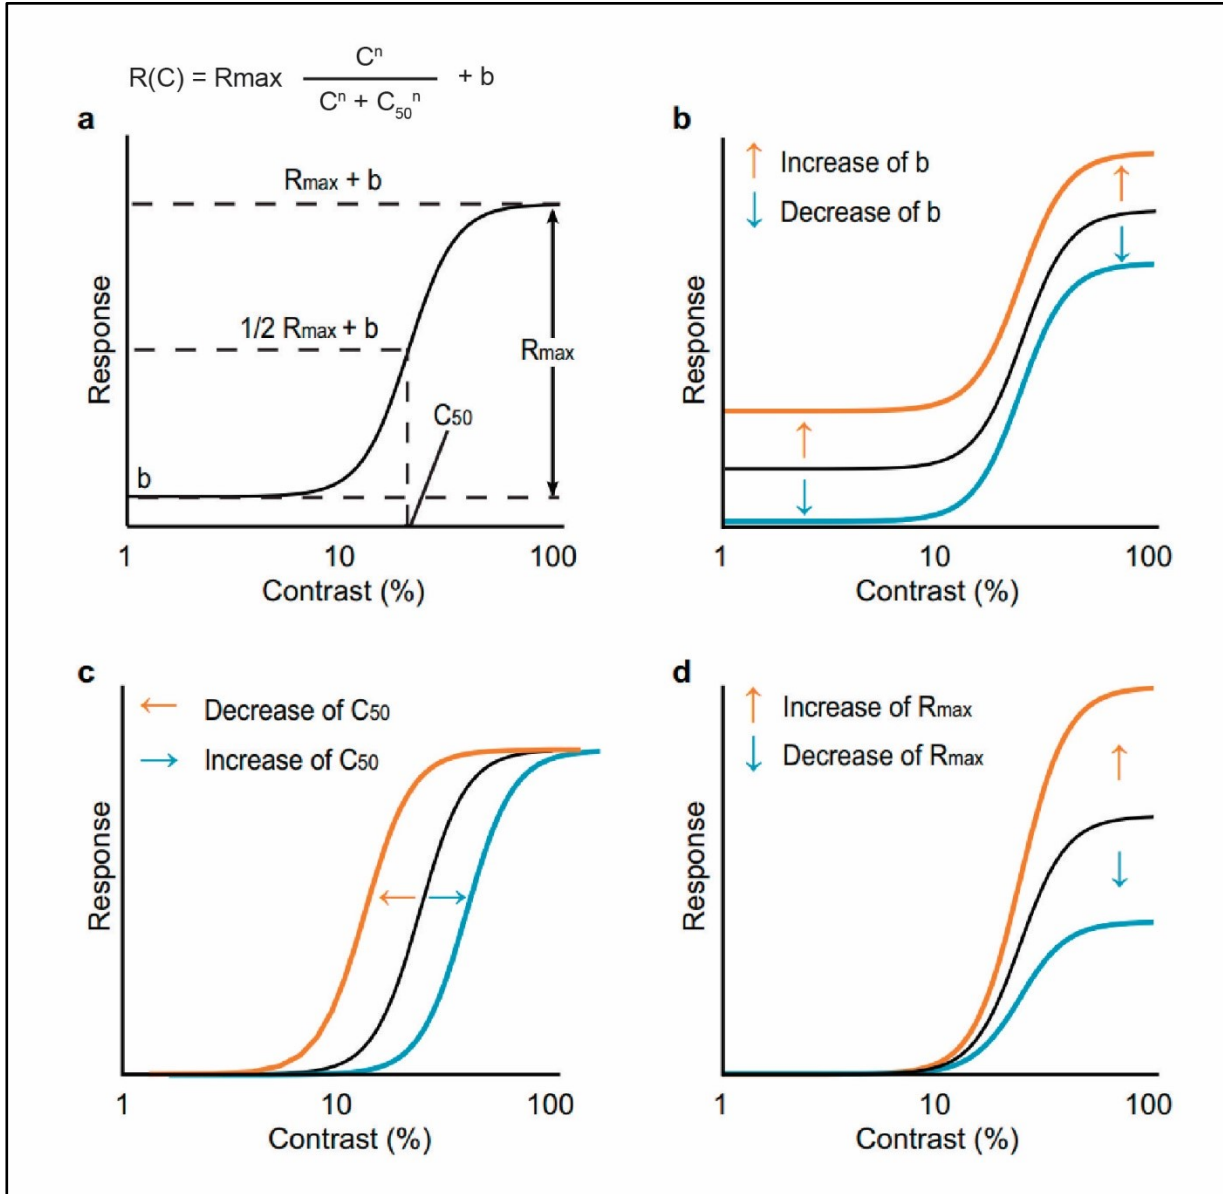 R(C) = Rmax Cⁿ / Cⁿ + C₅₀ⁿ + b
a
Rmax + b
1/2 Rmax + b
Rmax
C50
b
Response
1 10 100
Contrast (%)
b
↑ Increase of b
↓ Decrease of b
Response
1 10 100
Contrast (%)
c
← Decrease of C50
→ Increase of C50
Response
1 10 100
Contrast (%)
d
↑ Increase of Rmax
↓ Decrease of Rmax
Response
1 10 100
Contrast (%)